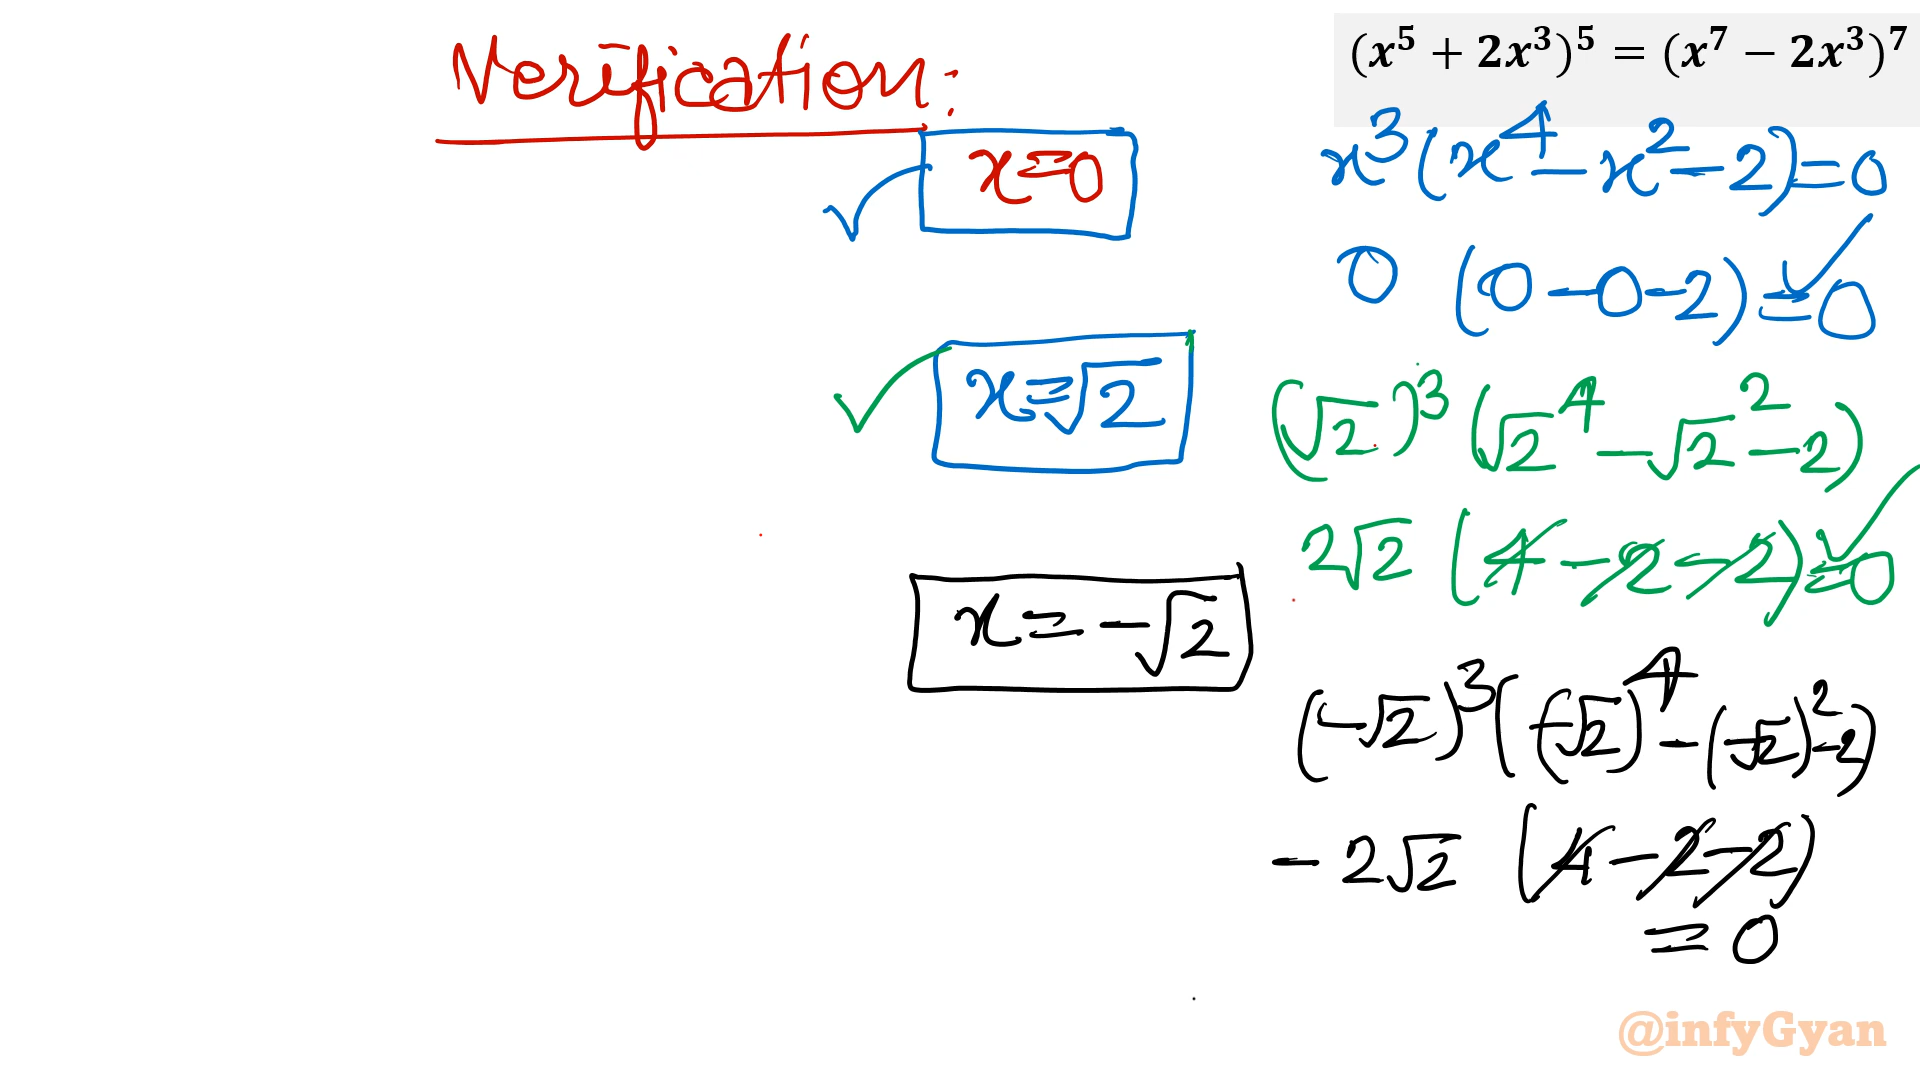 Verification:
(x⁵ + 2x³)⁵ = (x⁷ − 2x³)⁷
x=0
x³(x⁴−x²−2)=0
0 (0−0−2)=0
x=√2
(√2)³(√2⁴−√2²−2)
2√2 (4−2−2)=0
x=−√2
(−√2)³((−√2)⁴−(−√2)²−2)
−2√2 (4−2−2)
=0
@infyGyan